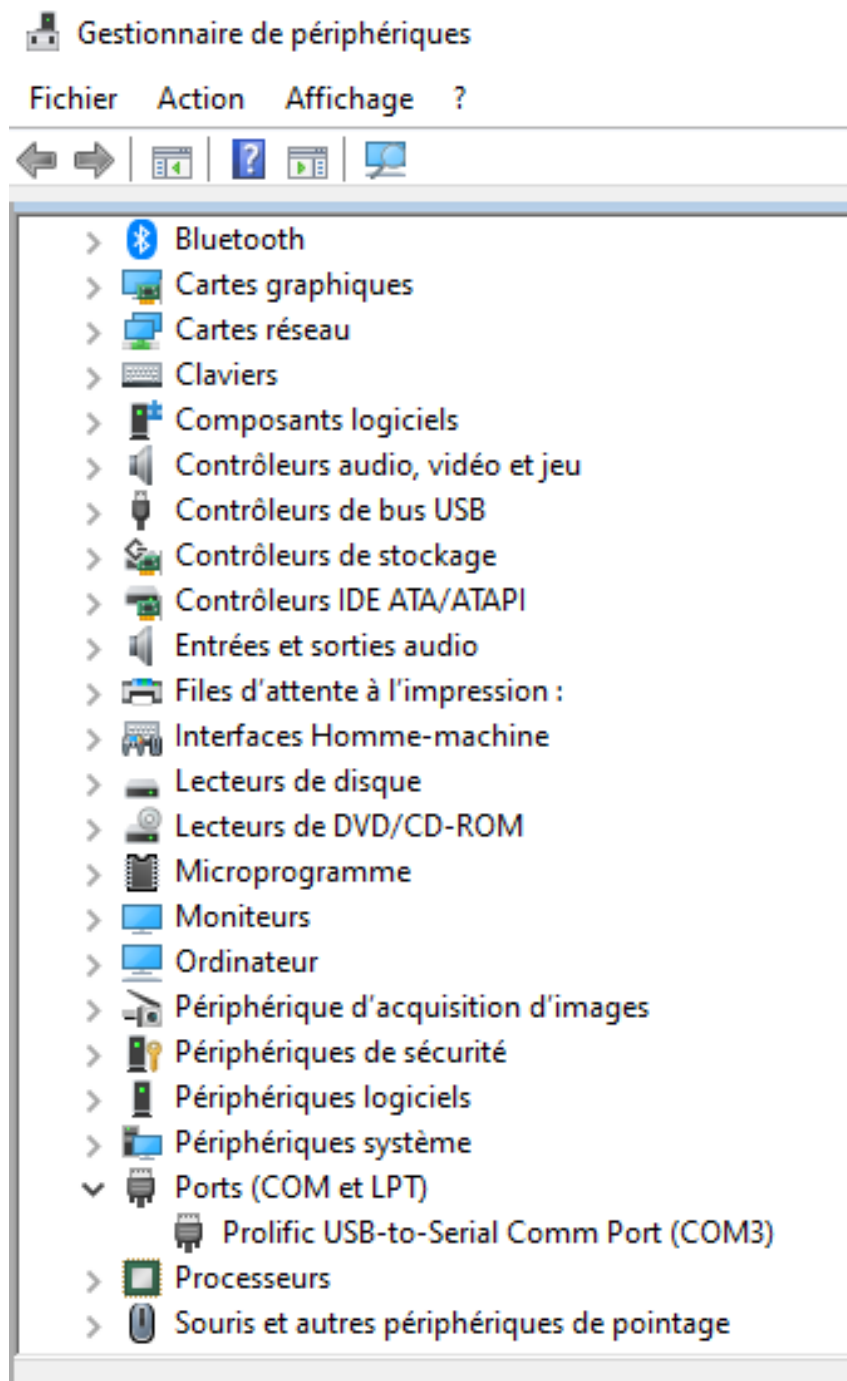 Gestionnaire de périphériques
Fichier Action Affichage ?
Bluetooth
Cartes graphiques
Cartes réseau
Claviers
Composants logiciels
Contrôleurs audio, vidéo et jeu
Contrôleurs de bus USB
Contrôleurs de stockage
Contrôleurs IDE ATA/ATAPI
Entrées et sorties audio
Files d'attente à l'impression :
Interfaces Homme-machine
Lecteurs de disque
Lecteurs de DVD/CD-ROM
Microprogramme
Moniteurs
Ordinateur
Périphérique d'acquisition d'images
Périphériques de sécurité
Périphériques logiciels
Périphériques système
Ports (COM et LPT)
Prolific USB-to-Serial Comm Port (COM3)
Processeurs
Souris et autres périphériques de pointage